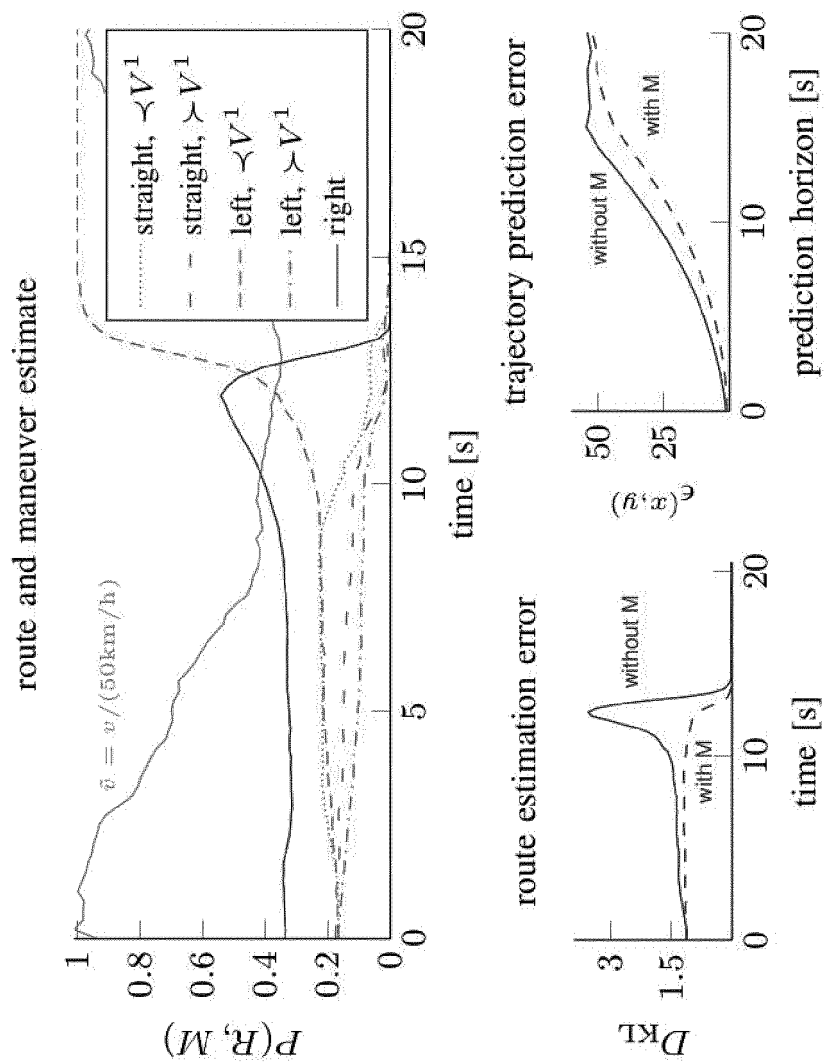 route and maneuver estimate
P(R, M)
1
0.8
0.6
0.4
0.2
0
ṽ = v/(50km/h)
straight, ≺V¹
straight, ≻V¹
left, ≺V¹
left, ≻V¹
right
0
5
10
15
20
time [s]
route estimation error
D_KL
3
1.5
without M
with M
0
10
20
time [s]
trajectory prediction error
ϵ(x,y)
50
25
0
without M
with M
0
10
20
prediction horizon [s]